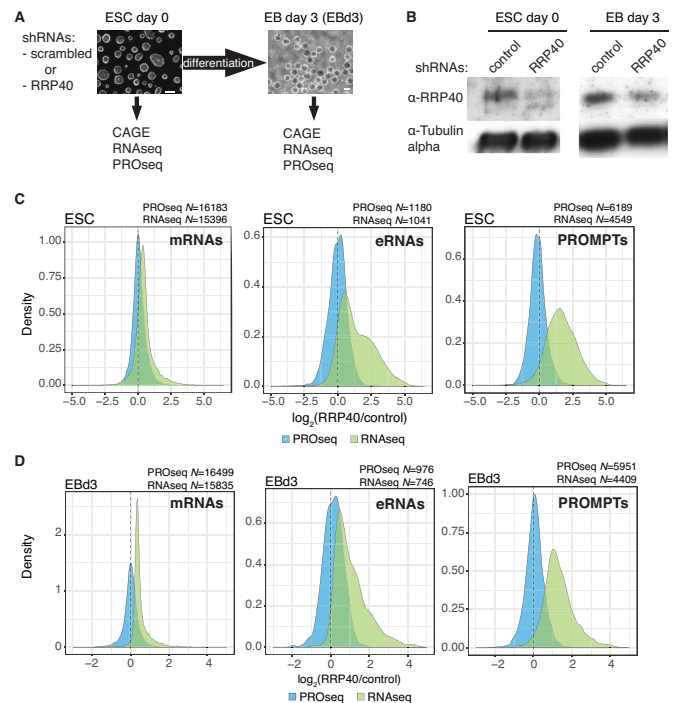 A
ESC day 0
EB day 3 (EBd3)
shRNAs:
- scrambled
or
- RRP40
differentiation
CAGE
RNAseq
PROseq
CAGE
RNAseq
PROseq
B
ESC day 0
EB day 3
shRNAs:
control
RRP40
control
RRP40
α-RRP40
α-Tubulin
alpha
C
ESC
PROseq N=16183
RNAseq N=15396
mRNAs
Density
1.00
0.75
0.50
0.25
0.00
−5.0 −2.5 0.0 2.5 5.0
ESC
PROseq N=1180
RNAseq N=1041
eRNAs
0.6
0.4
0.2
0.0
−5.0 −2.5 0.0 2.5 5.0
ESC
PROseq N=6189
RNAseq N=4549
PROMPTs
0.6
0.4
0.2
0.0
−5.0 −2.5 0.0 2.5 5.0
log2(RRP40/control)
PROseq RNAseq
D
EBd3
PROseq N=16499
RNAseq N=15835
mRNAs
Density
2
1
0
−2 0 2 4
EBd3
PROseq N=976
RNAseq N=746
eRNAs
0.6
0.4
0.2
0.0
−2 0 2 4
EBd3
PROseq N=5951
RNAseq N=4409
PROMPTs
1.00
0.75
0.50
0.25
0.00
−2 0 2 4
log2(RRP40/control)
PROseq RNAseq